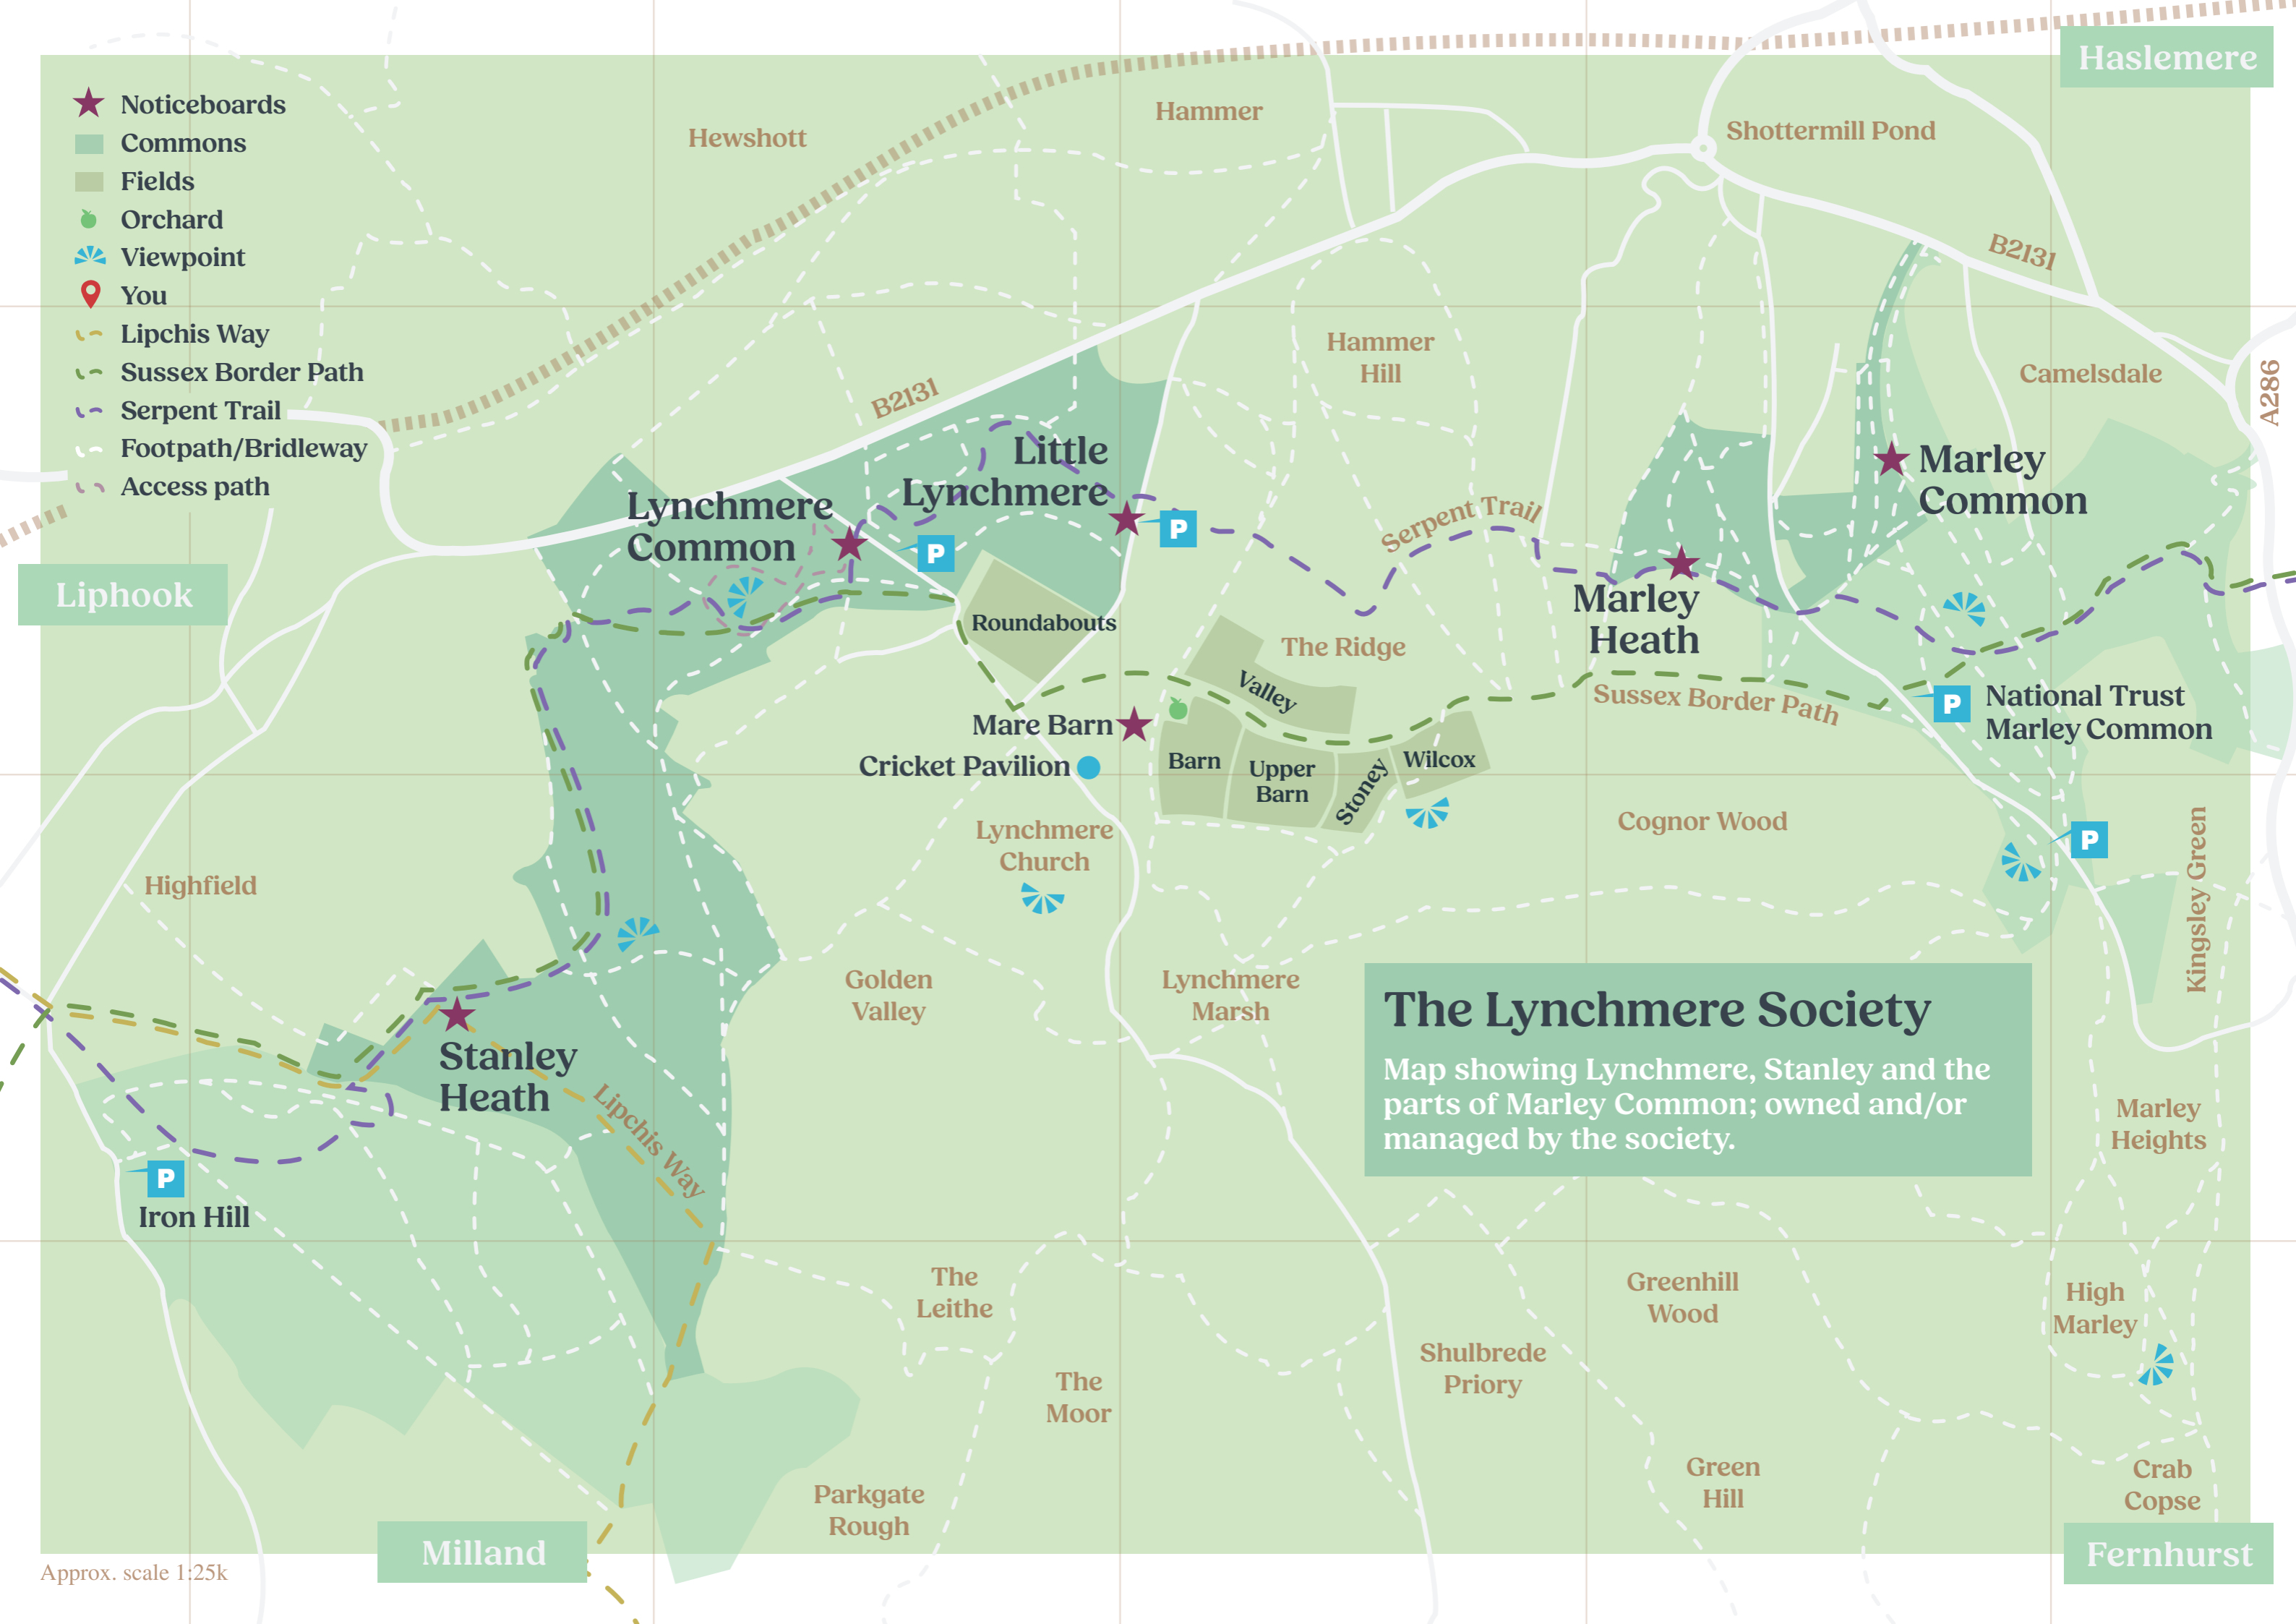 Haslemere
Noticeboards
Commons
Fields
Orchard
Viewpoint
You
Lipchis Way
Sussex Border Path
Serpent Trail
Footpath/Bridleway
Access path
Hewshott
Hammer
Shottermill Pond
B2131
Hammer
Hill
Camelsdale
A286
B2131
Little
Lynchmere
Lynchmere
Common
P
P
Serpent Trail
Marley
Common
Marley
Heath
Liphook
Roundabouts
The Ridge
Valley
Sussex Border Path
P
National Trust
Marley Common
Mare Barn
Cricket Pavilion
Barn
Upper
Barn
Stoney
Wilcox
Cognor Wood
P
Kingsley Green
Lynchmere
Church
Highfield
Golden
Valley
Lynchmere
Marsh
The Lynchmere Society
Map showing Lynchmere, Stanley and the
parts of Marley Common; owned and/or
managed by the society.
Stanley
Heath
Lipchis Way
P
Iron Hill
Marley
Heights
The
Leithe
Greenhill
Wood
High
Marley
The
Moor
Shulbrede
Priory
Parkgate
Rough
Green
Hill
Crab
Copse
Milland
Fernhurst
Approx. scale 1:25k